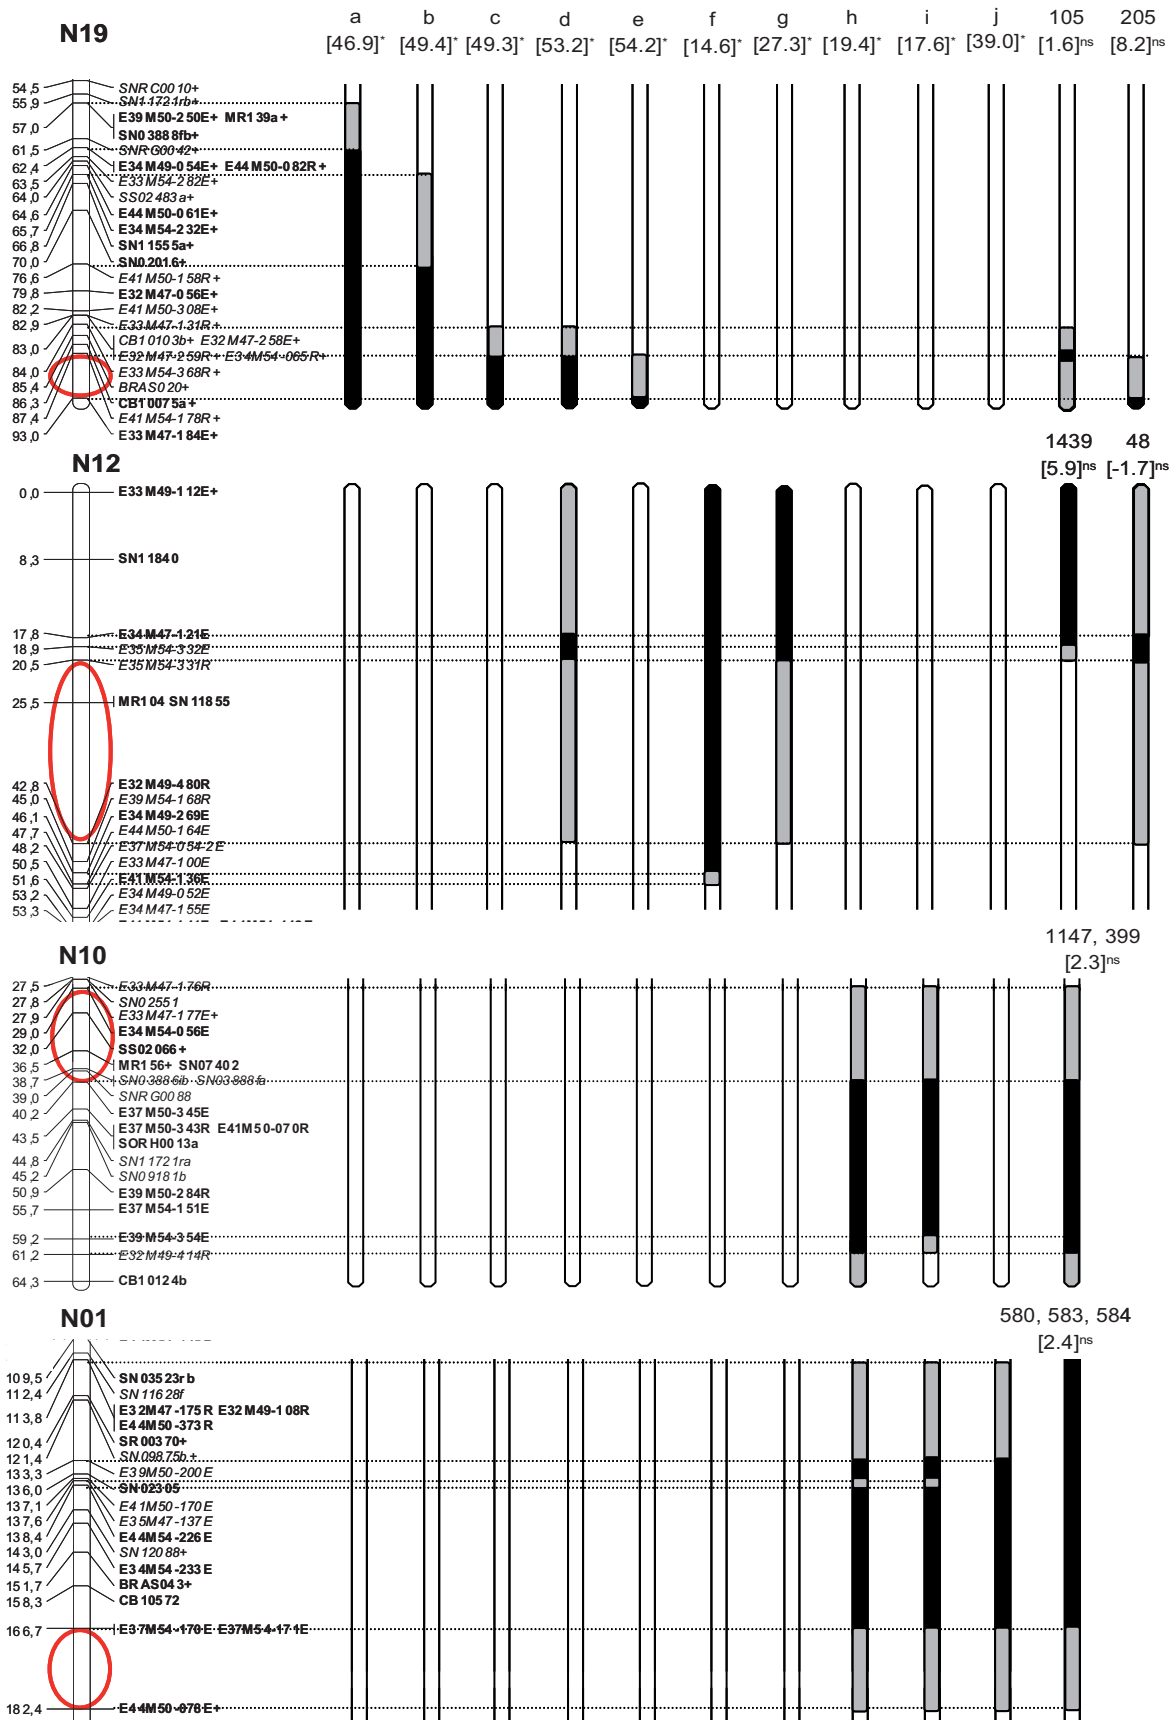 N19
a b c d e f g h i j 105 205
[46.9]* [49.4]* [49.3]* [53.2]* [54.2]* [14.6]* [27.3]* [19.4]* [17.6]* [39.0]* [1.6]ns [8.2]ns
54,5 SNRC0010+
55,9 SN11721rb+
57,0 E39M50-250E+ MR139a+
SN03888fb+
61,5 SNRG0042+
62,4 E34M49-054E+ E44M50-082R+
63,5 E33M54-282E+
64,0 SS02483a+
64,6 E44M50-061E+
65,7 E34M54-232E+
66,8 SN11555a+
70,0 SN02016+
76,6 E41M50-158R+
79,8 E32M47-056E+
82,2 E41M50-308E+
82,9 E33M47-131R+
83,0 CB10103b+ E32M47-258E+
E32M47-259R+ E34M54-065R+
84,0 E33M54-368R+
85,4 BRAS020+
86,3 CB10075a+
87,4 E41M54-178R+
93,0 E33M47-184E+
1439 48
N12
[5.9]ns [-1.7]ns
0,0 E33M49-112E+
8,3 SN11840
17,8 E34M47-121E
18,9 E35M54-332E
20,5 E35M54-331R
25,5 MR104 SN11855
42,8 E32M49-480R
45,0 E39M54-168R
46,1 E34M49-269E
47,7 E44M50-164E
48,2 E37M54-054-2E
50,5 E33M47-100E
51,6 E41M54-136E
53,2 E34M49-052E
53,3 E34M47-155E
1147, 399
N10
[2.3]ns
27,5 E33M47-176R
27,8 SN02551
27,9 E33M47-177E+
29,0 E34M54-056E
32,0 SS02066+
36,5 MR156+ SN07402
38,7 SN03886ib SN03888fa
39,0 SNRG0088
40,2 E37M50-345E
43,5 E37M50-343R E41M50-070R
SORH0013a
44,8 SN11721ra
45,2 SN09181b
50,9 E39M50-284R
55,7 E37M54-151E
59,2 E39M54-354E
61,2 E32M49-414R
64,3 CB10124b
N01
580, 583, 584
[2.4]ns
109,5 SN03523rb
112,4 SN11628f
113,8 E32M47-175R E32M49-108R
E44M50-373R
120,4 SR00370+
121,4 SN09875b+
133,3 E39M50-200E
136,0 SN02305
137,1 E41M50-170E
137,6 E35M47-137E
138,4 E44M54-226E
143,0 SN12088+
145,7 E34M54-233E
151,7 BRAS043+
158,3 CB10572
166,7 E37M54-170E E37M54-171E
182,4 E44M50-078E+